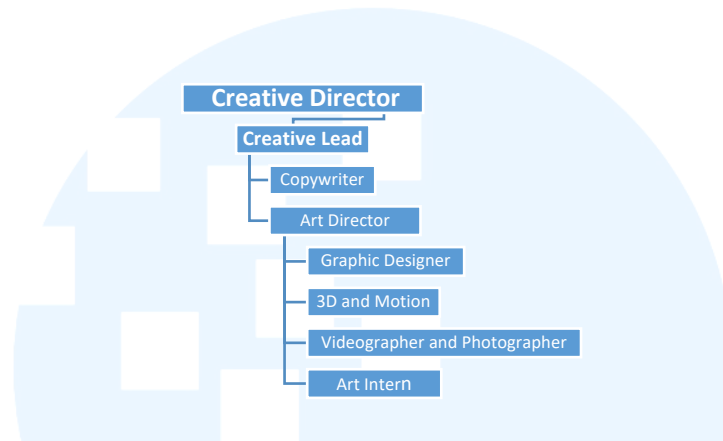 Creative Director
Creative Lead
Copywriter
Art Director
Graphic Designer
3D and Motion
Videographer and Photographer
Art Intern